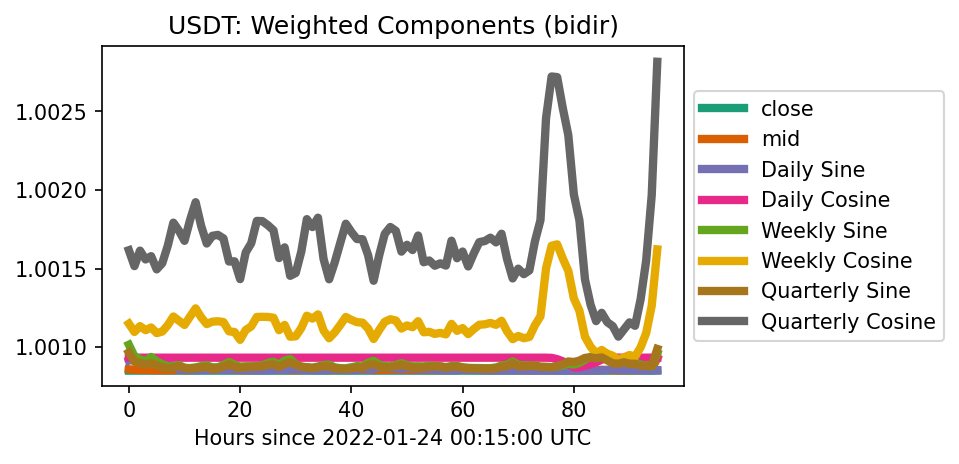 USDT: Weighted Components (bidir)
1.0025
1.0020
1.0015
1.0010
0
20
40
60
80
Hours since 2022-01-24 00:15:00 UTC
close
mid
Daily Sine
Daily Cosine
Weekly Sine
Weekly Cosine
Quarterly Sine
Quarterly Cosine